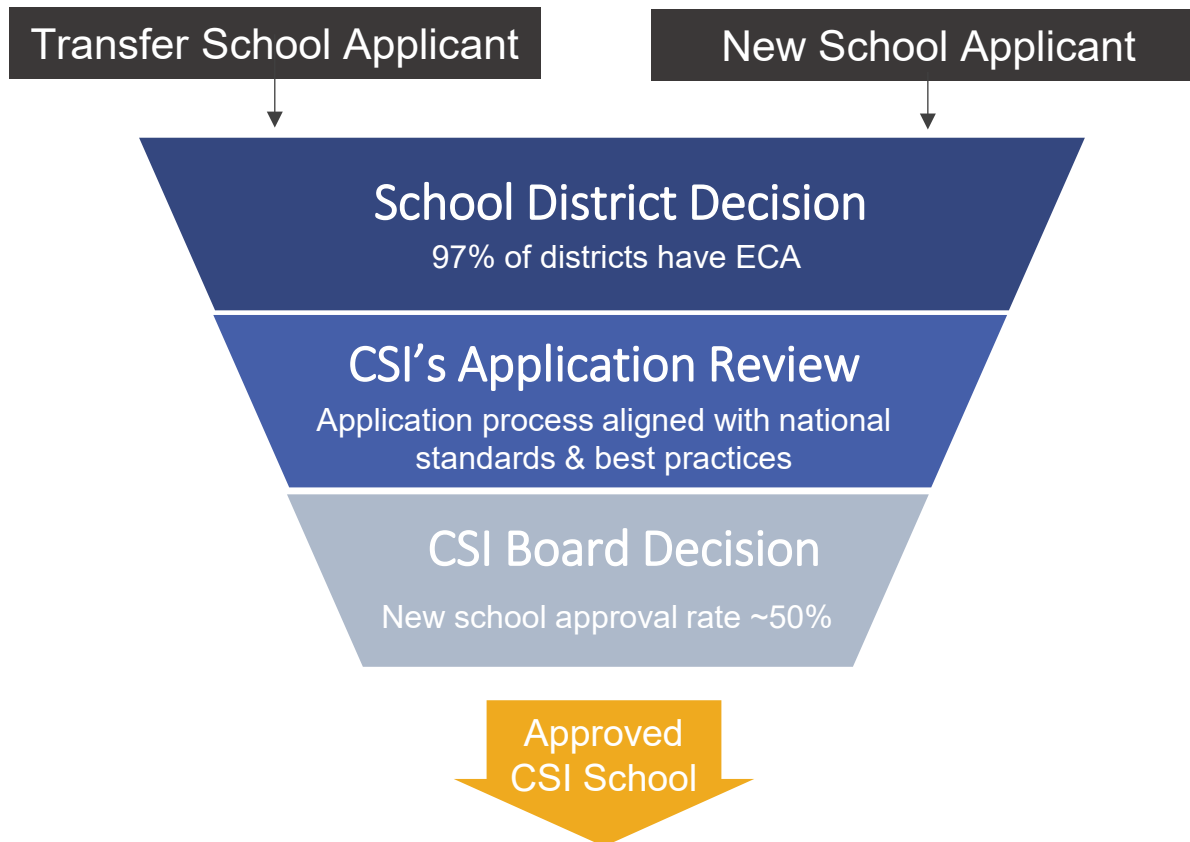 Transfer School Applicant
New School Applicant
School District Decision
97% of districts have ECA
CSI’s Application Review
Application process aligned with national
standards & best practices
CSI Board Decision
New school approval rate ~50%
Approved
CSI School